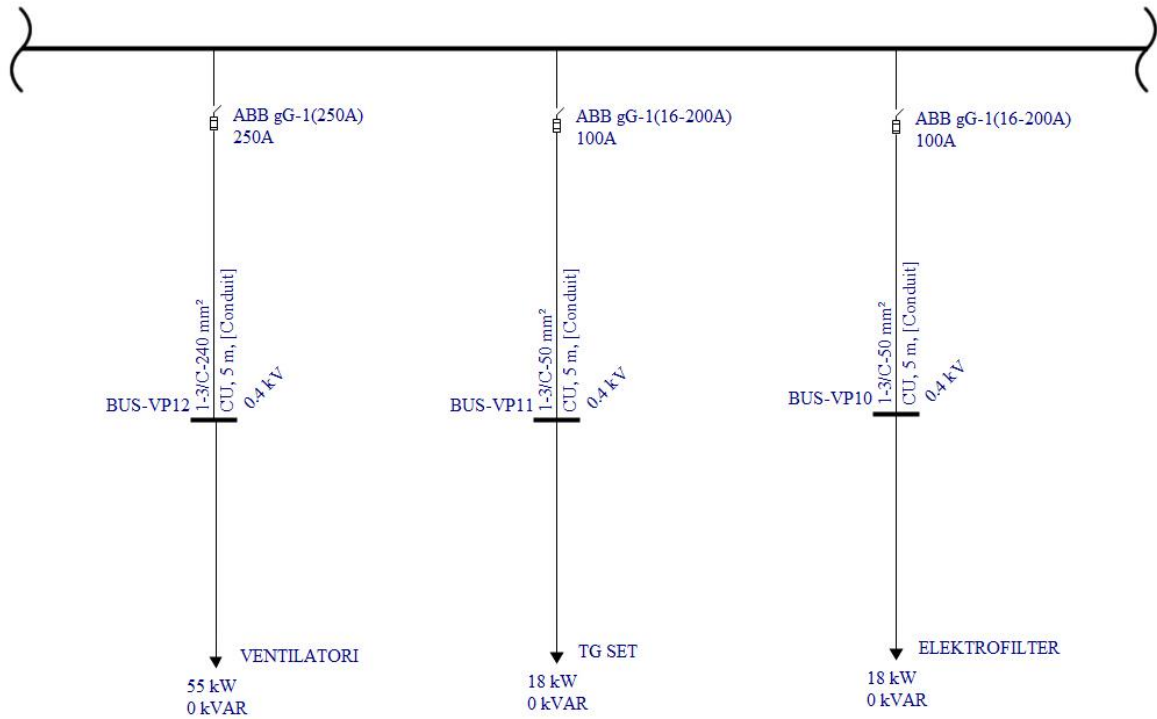 ABB gG-1(250A)
250A
ABB gG-1(16-200A)
100A
ABB gG-1(16-200A)
100A
1-3/C-240 mm²
CU, 5 m, [Conduit]
0.4 kV
BUS-VP12
1-3/C-50 mm²
CU, 5 m, [Conduit]
0.4 kV
BUS-VP11
1-3/C-50 mm²
CU, 5 m, [Conduit]
0.4 kV
BUS-VP10
VENTILATORI
55 kW
0 kVAR
TG SET
18 kW
0 kVAR
ELEKTROFILTER
18 kW
0 kVAR